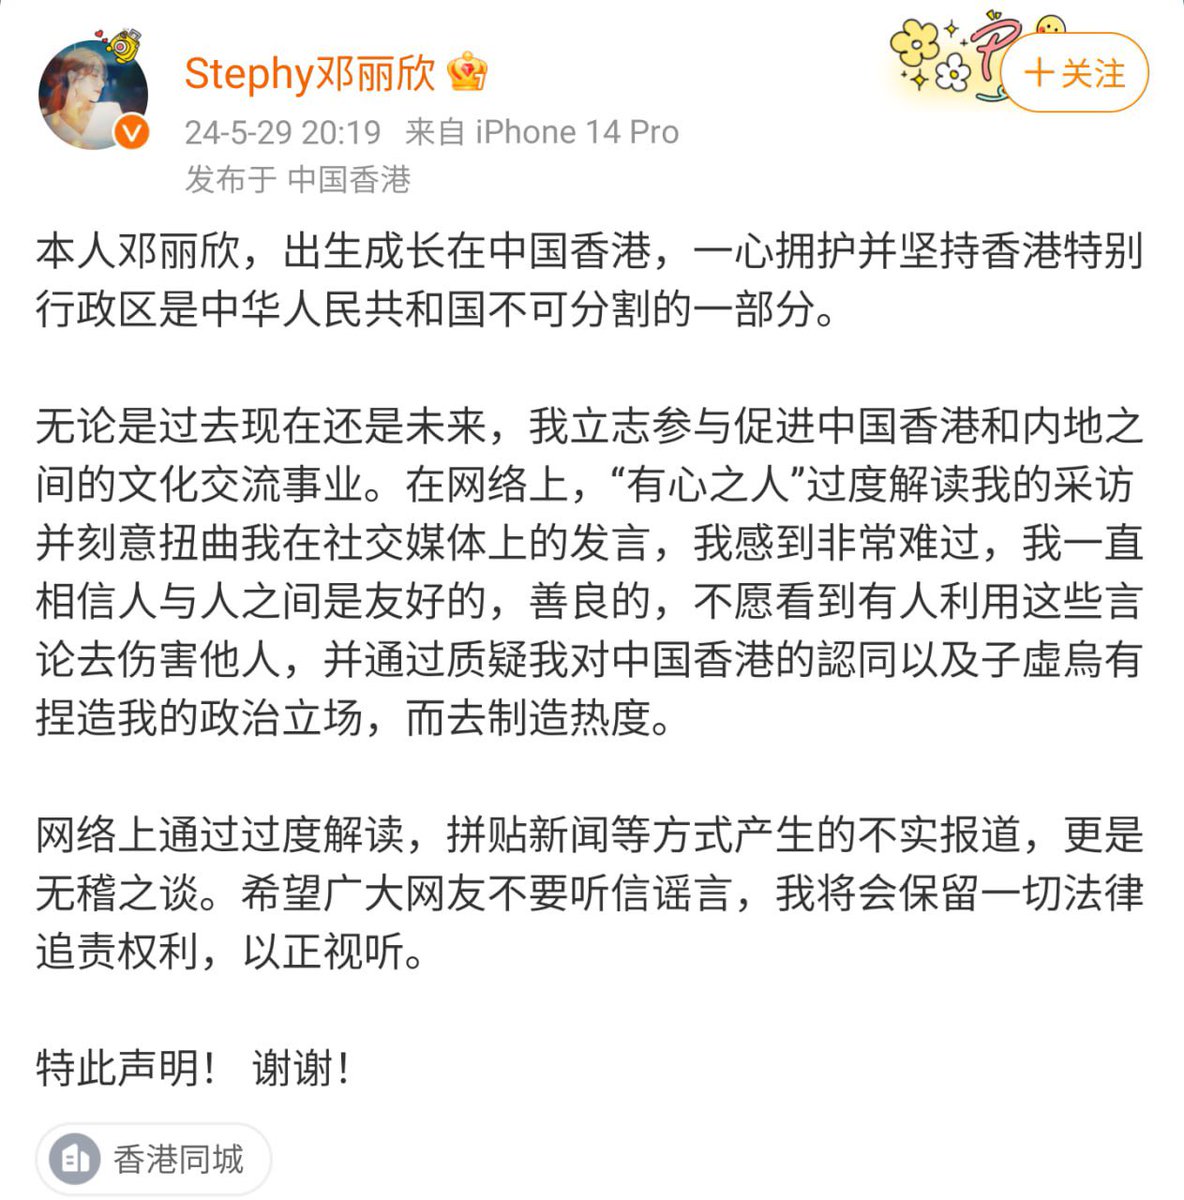 Stephy邓丽欣
+关注
24-5-29 20:19 来自 iPhone 14 Pro
发布于 中国香港
本人邓丽欣，出生成长在中国香港，一心拥护并坚持香港特别
行政区是中华人民共和国不可分割的一部分。
无论是过去现在还是未来，我立志参与促进中国香港和内地之
间的文化交流事业。在网络上，“有心之人”过度解读我的采访
并刻意扭曲我在社交媒体上的发言，我感到非常难过，我一直
相信人与人之间是友好的，善良的，不愿看到有人利用这些言
论去伤害他人，并通过质疑我对中国香港的認同以及子虛烏有
捏造我的政治立场，而去制造热度。
网络上通过过度解读，拼贴新闻等方式产生的不实报道，更是
无稽之谈。希望广大网友不要听信谣言，我将会保留一切法律
追责权利，以正视听。
特此声明！ 谢谢！
香港同城